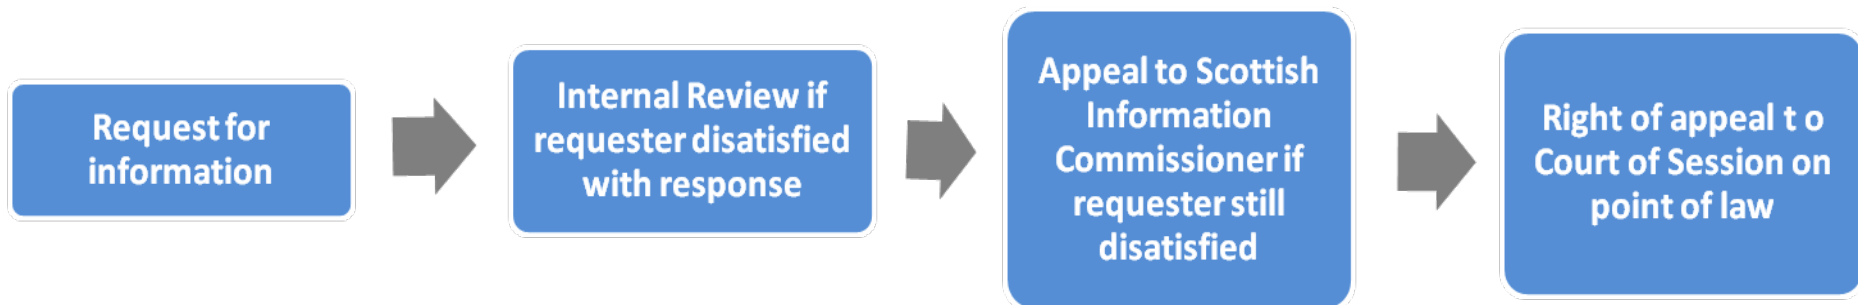 Request for
information
Internal Review if
requester disatisfied
with response
Appeal to Scottish
Information
Commissioner if
requester still
disatisfied
Right of appeal t o
Court of Session on
point of law